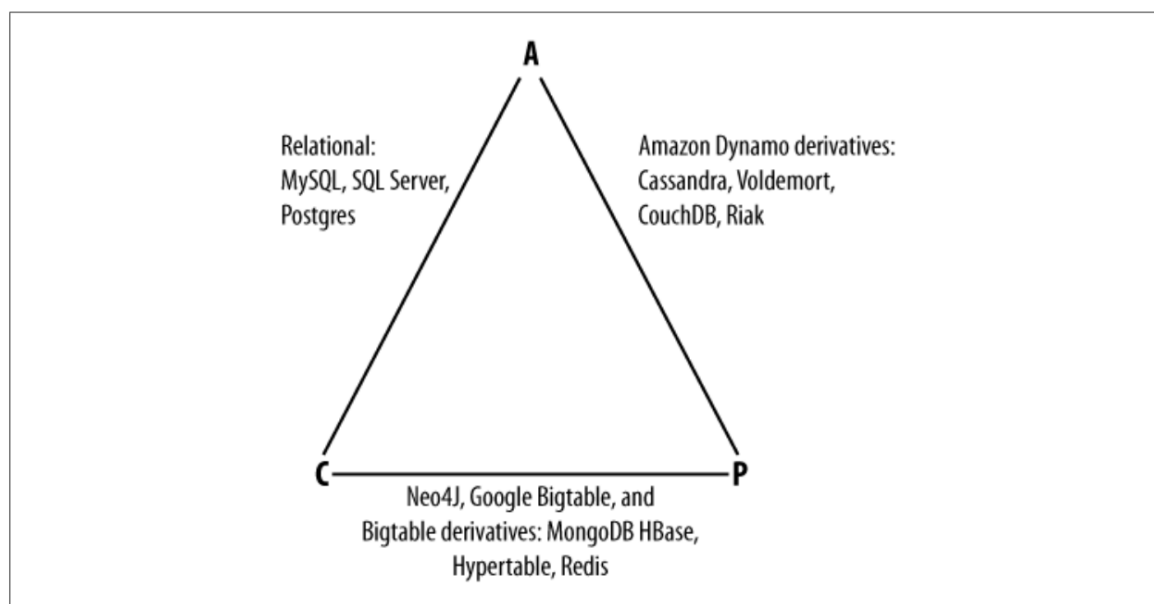 A
Relational:
MySQL, SQL Server,
Postgres
Amazon Dynamo derivatives:
Cassandra, Voldemort,
CouchDB, Riak
C
P
Neo4J, Google Bigtable, and
Bigtable derivatives: MongoDB HBase,
Hypertable, Redis